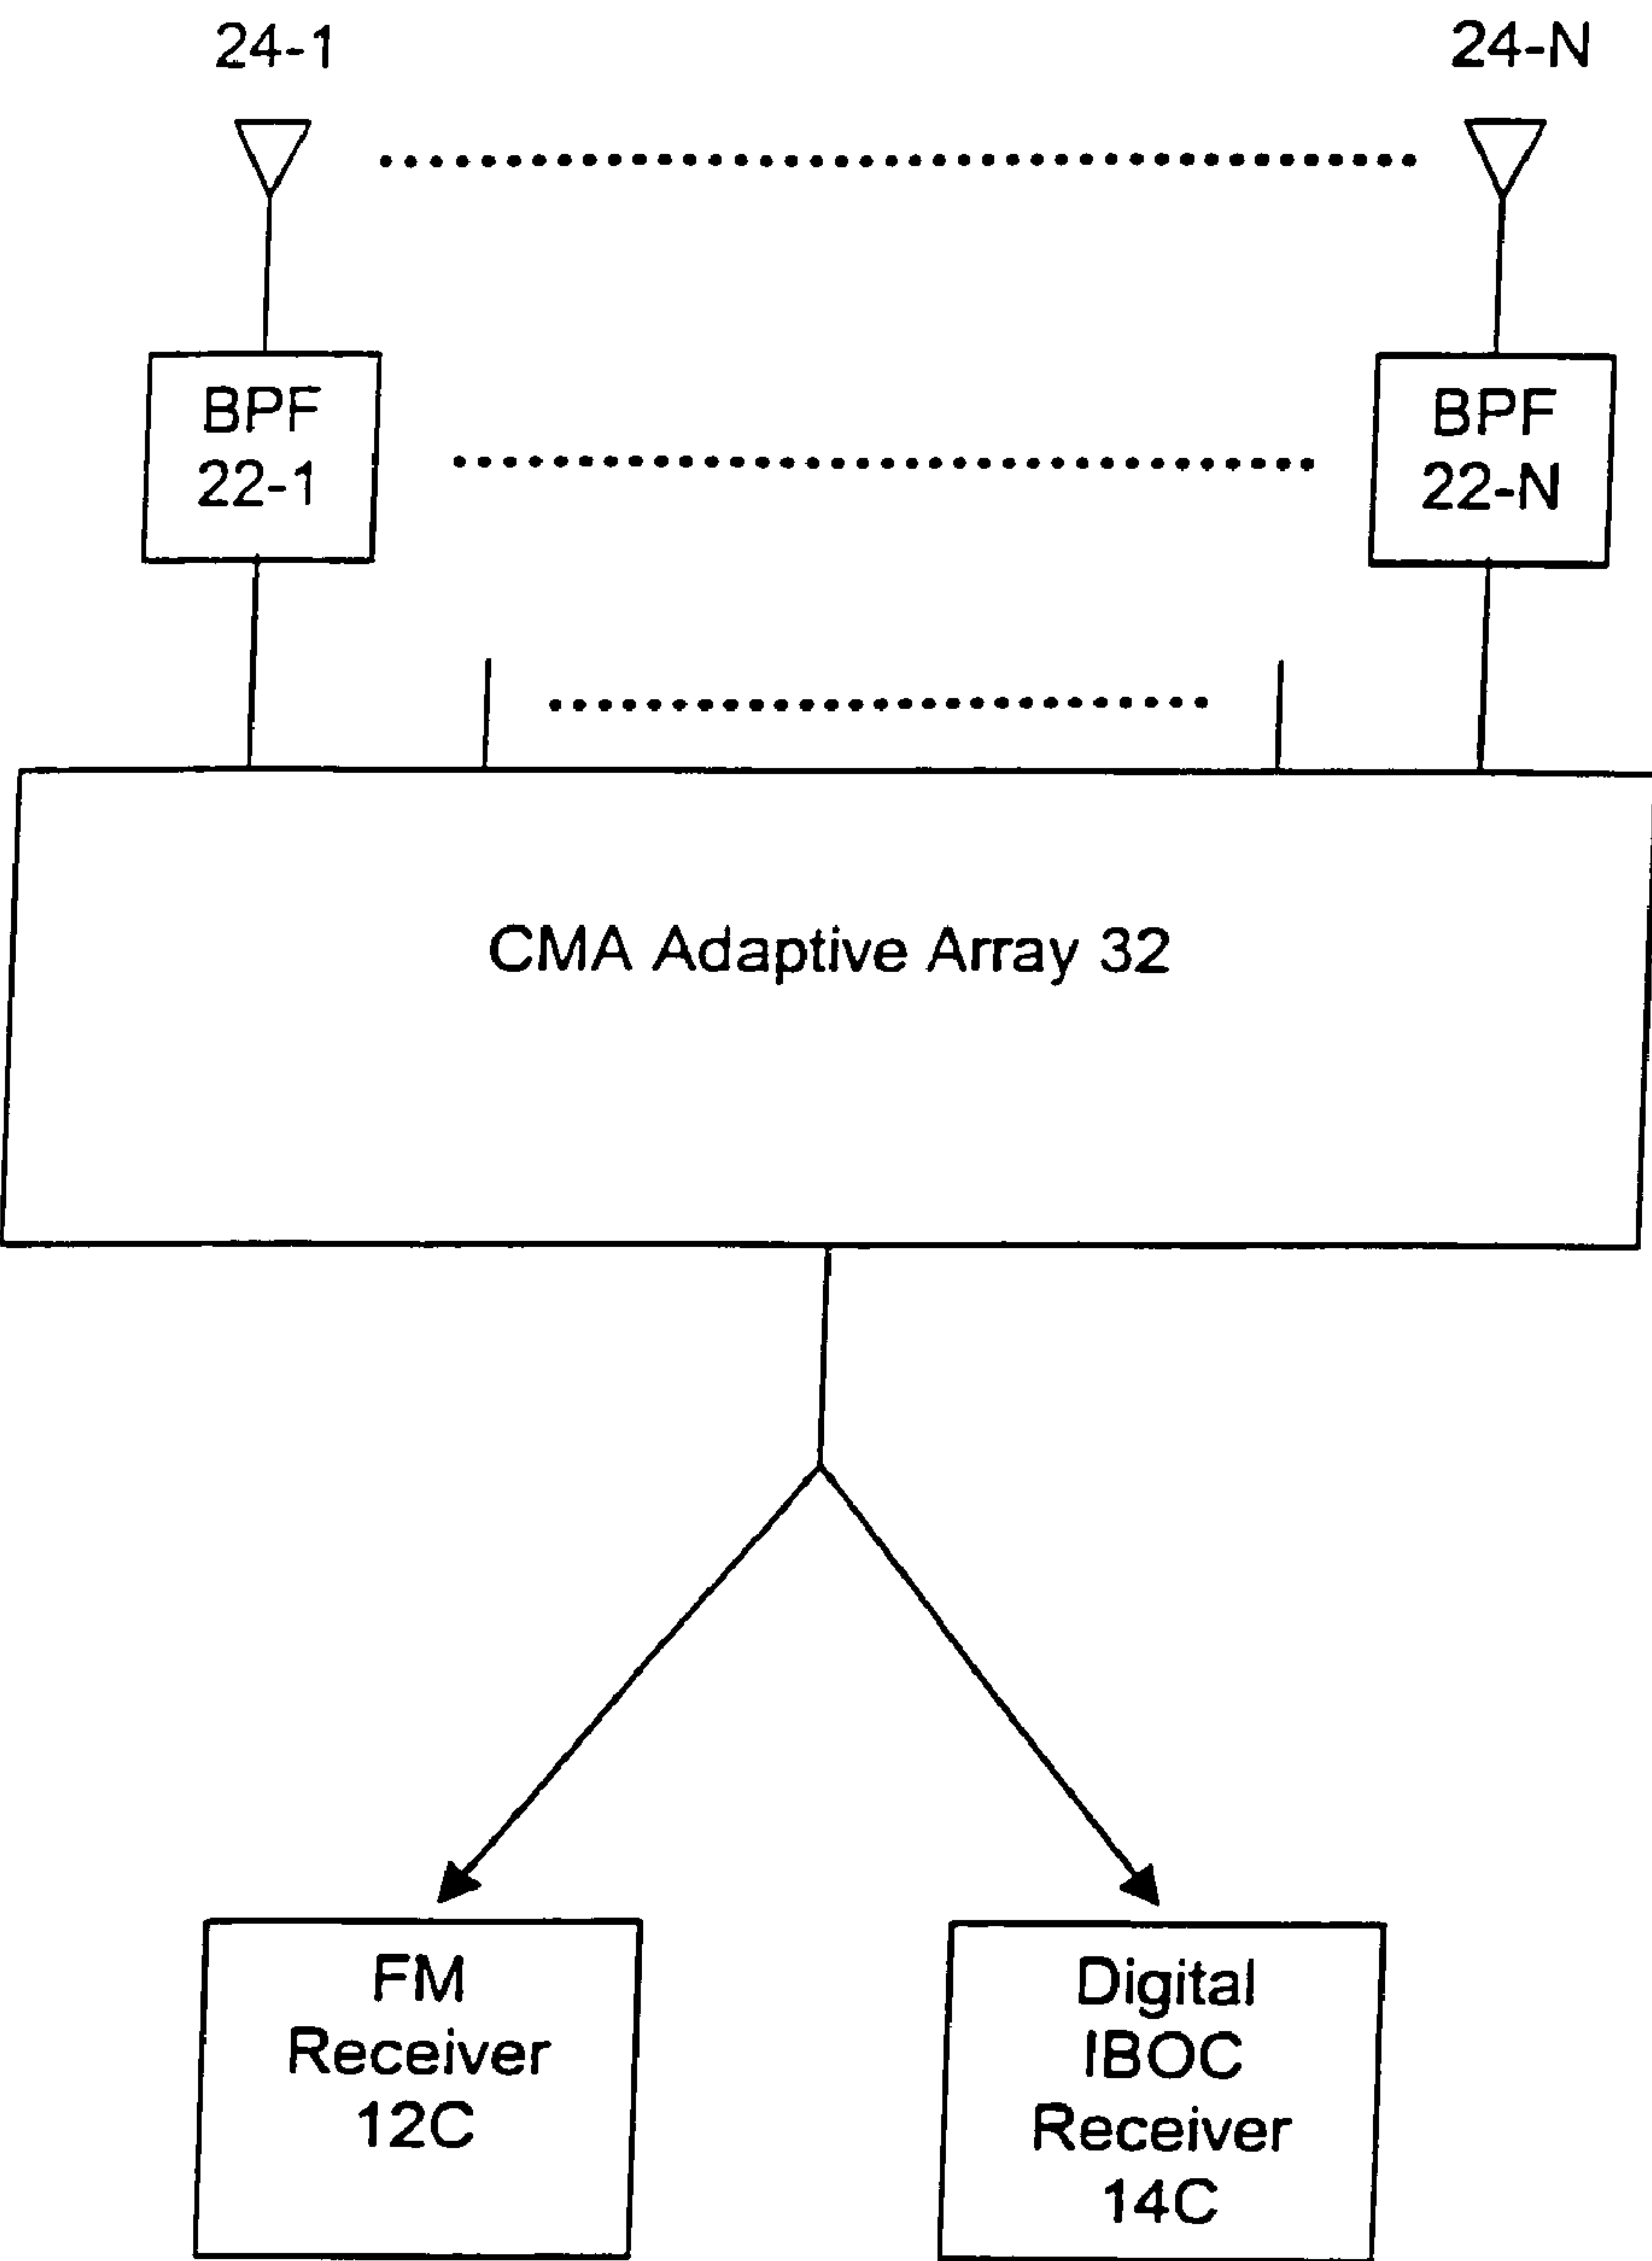 24-1
24-N
BPF
22-1
BPF
22-N
CMA Adaptive Array 32
FM
Receiver
12C
Digital
IBOC
Receiver
14C